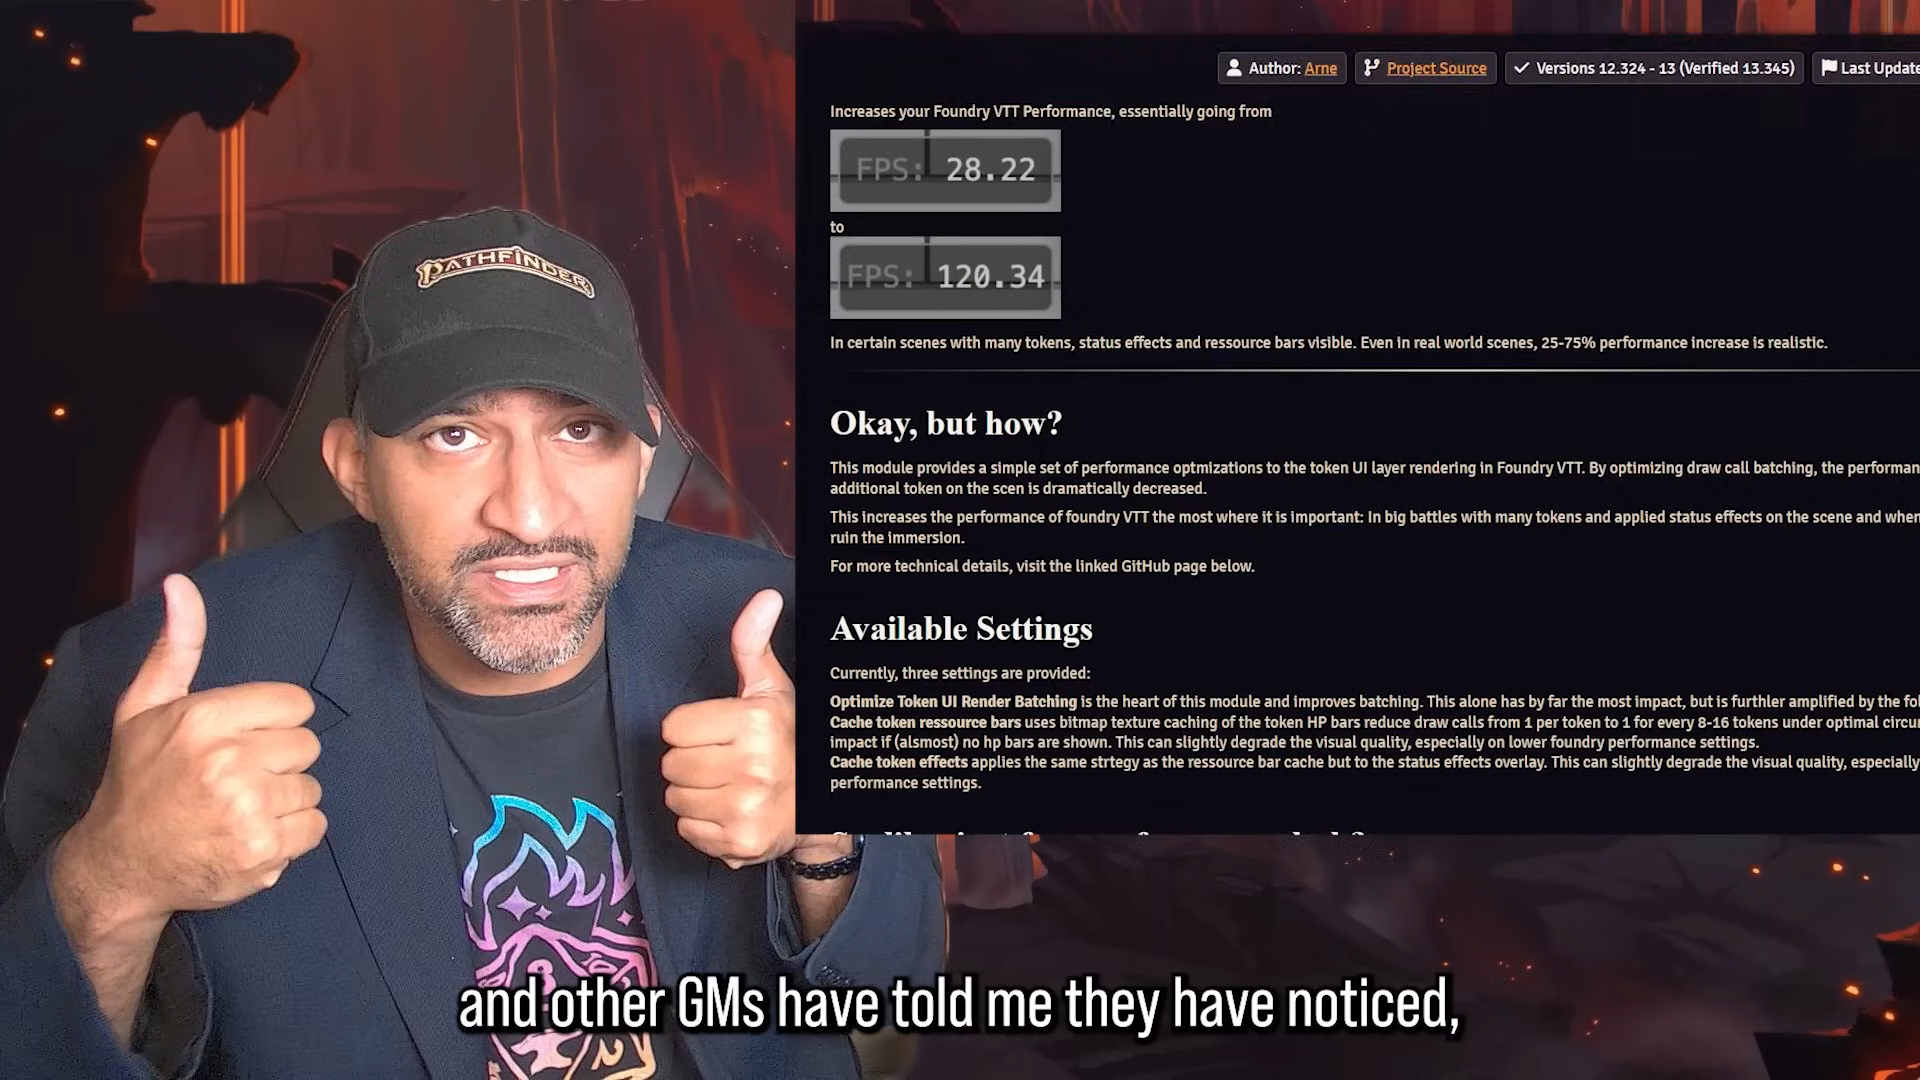 PATHFINDER
Author: Arne
Project Source
Versions 12.324 - 13 (Verified 13.345)
Last Update
Increases your Foundry VTT Performance, essentially going from
FPS: 28.22
to
FPS: 120.34
In certain scenes with many tokens, status effects and ressource bars visible. Even in real world scenes, 25-75% performance increase is realistic.
Okay, but how?
This module provides a simple set of performance optmizations to the token UI layer rendering in Foundry VTT. By optimizing draw call batching, the performan
additional token on the scen is dramatically decreased.
This increases the performance of foundry VTT the most where it is important: In big battles with many tokens and applied status effects on the scene and when
ruin the immersion.
For more technical details, visit the linked GitHub page below.
Available Settings
Currently, three settings are provided:
Optimize Token UI Render Batching is the heart of this module and improves batching. This alone has by far the most impact, but is furthler amplified by the fol
Cache token ressource bars uses bitmap texture caching of the token HP bars reduce draw calls from 1 per token to 1 for every 8-16 tokens under optimal circu
impact if (alsmost) no hp bars are shown. This can slightly degrade the visual quality, especially on lower foundry performance settings.
Cache token effects applies the same strtegy as the ressource bar cache but to the status effects overlay. This can slightly degrade the visual quality, especially
performance settings.
and other GMs have told me they have noticed,